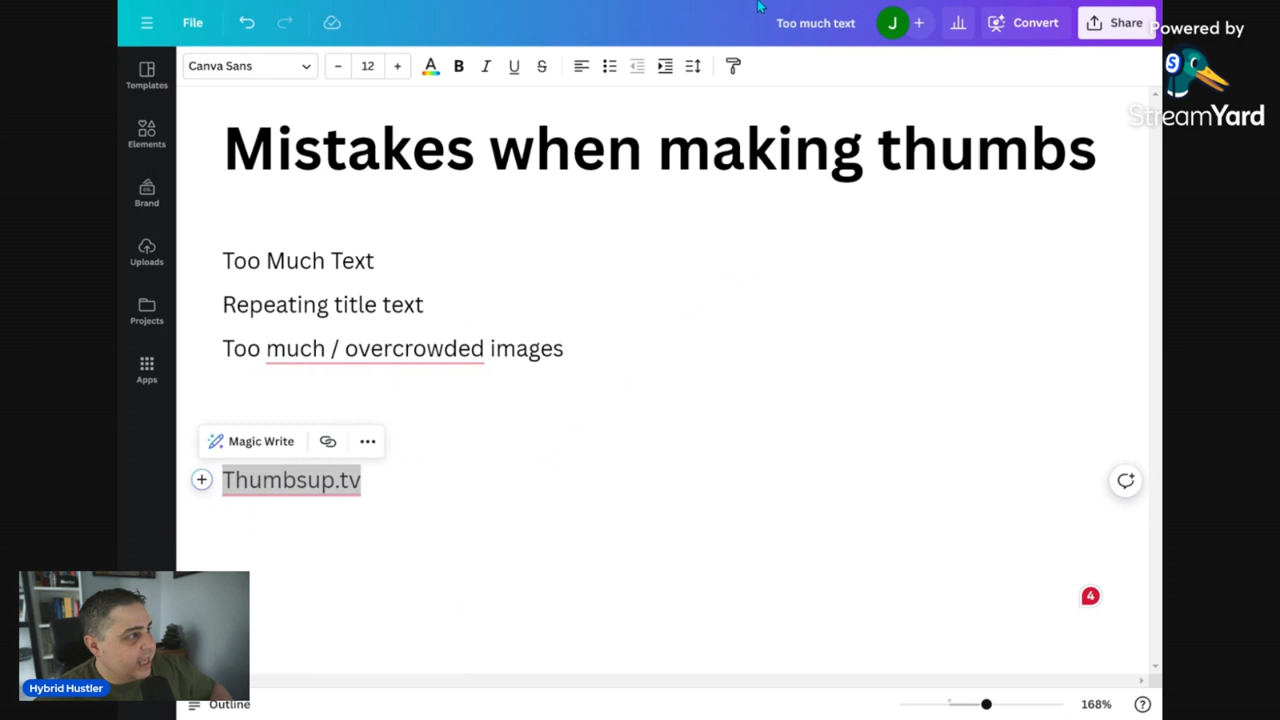 File
Too much text
J
+
Convert
Share
Powered by
StreamYard
S
Canva Sans
−
12
+
A
B
I
U
S
Templates
Elements
Brand
Uploads
Projects
Apps
Mistakes when making thumbs
Too Much Text
Repeating title text
Too much / overcrowded images
Magic Write
Thumbsup.tv
4
Hybrid Hustler
Outline
168%
?